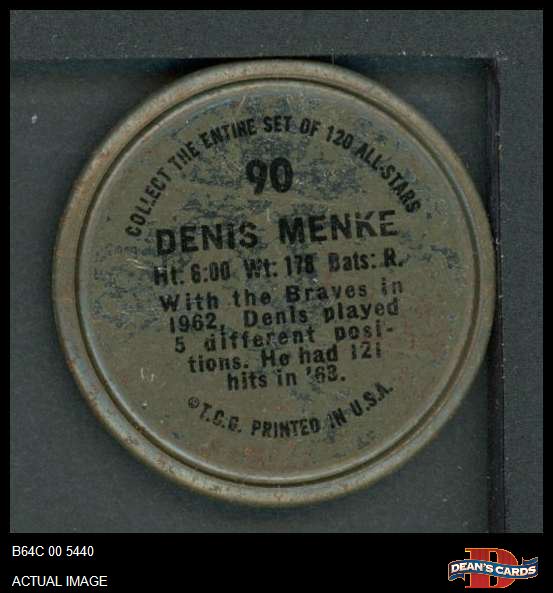 COLLECT THE ENTIRE SET OF 120 ALL-STARS
90
DENIS MENKE
Ht: 6:00 Wt: 178 Bats: R.
With the Braves in
1962, Denis played
5 different posi-
tions. He had 121
hits in '63.
©T.C.G. PRINTED IN U.S.A.
B64C 00 5440
ACTUAL IMAGE
D
DEAN'S CARDS